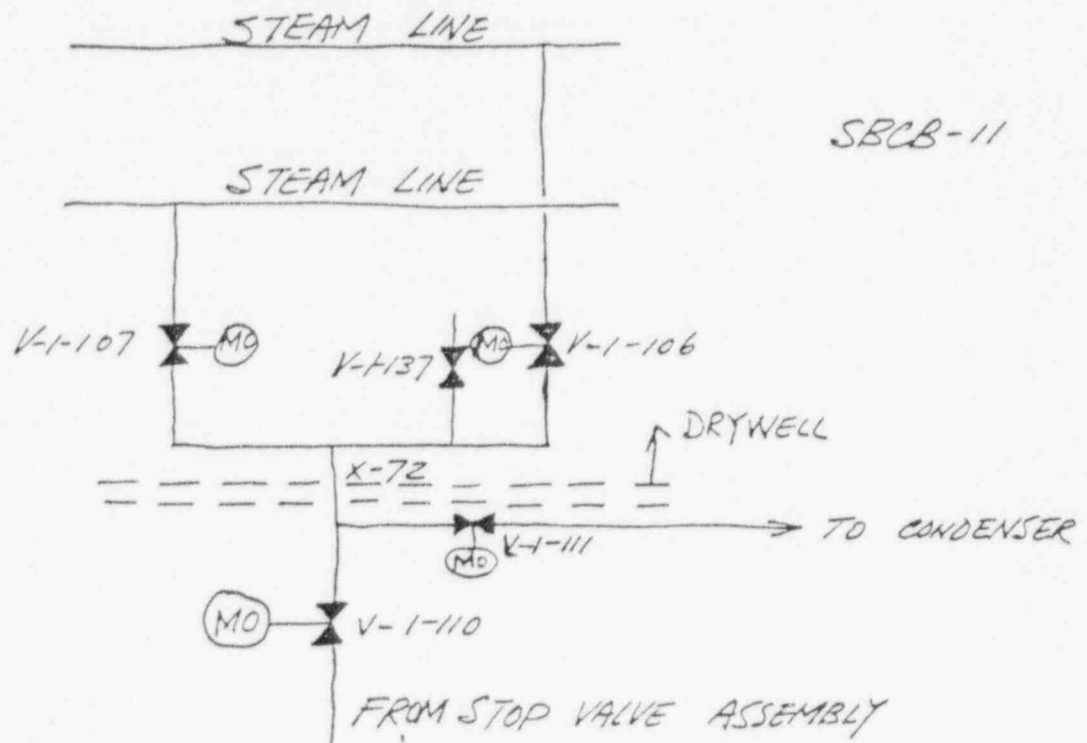 STEAM LINE
SBCB-11
STEAM LINE
V-1-107
MO
V-1-137
MO
V-1-106
DRYWELL
X-72
TO CONDENSER
V-1-111
MO
MO
V-1-110
FROM STOP VALVE ASSEMBLY